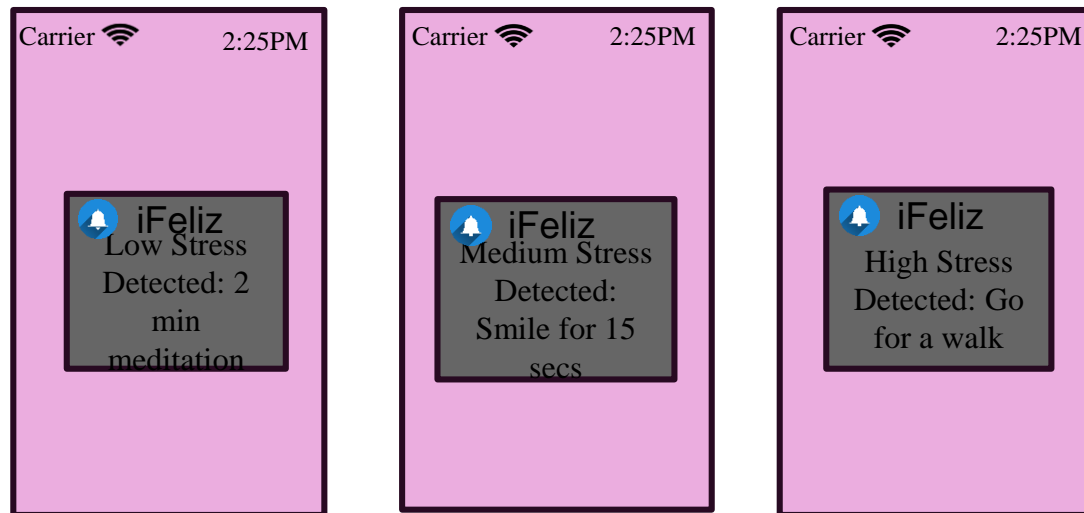 Carrier 2:25PM
iFeliz
Low Stress
Detected: 2
min
meditation
Carrier 2:25PM
iFeliz
Medium Stress
Detected:
Smile for 15
secs
Carrier 2:25PM
iFeliz
High Stress
Detected: Go
for a walk